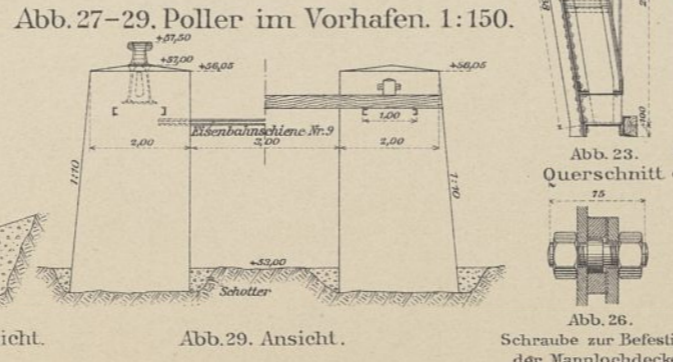 Abb. 27-29. Poller im Vorhafen. 1:150.
+57,50
+57,00
+56,05
+56,05
1,00
Eisenbahnschiene Nr. 9
2,00
3,00
2,00
1:10
1:10
+53,00
Schotter
icht.
Abb. 29. Ansicht.
100
Abb. 23.
Querschnitt
75
Abb. 26.
Schraube zur Befesti
der Mannlochdecke